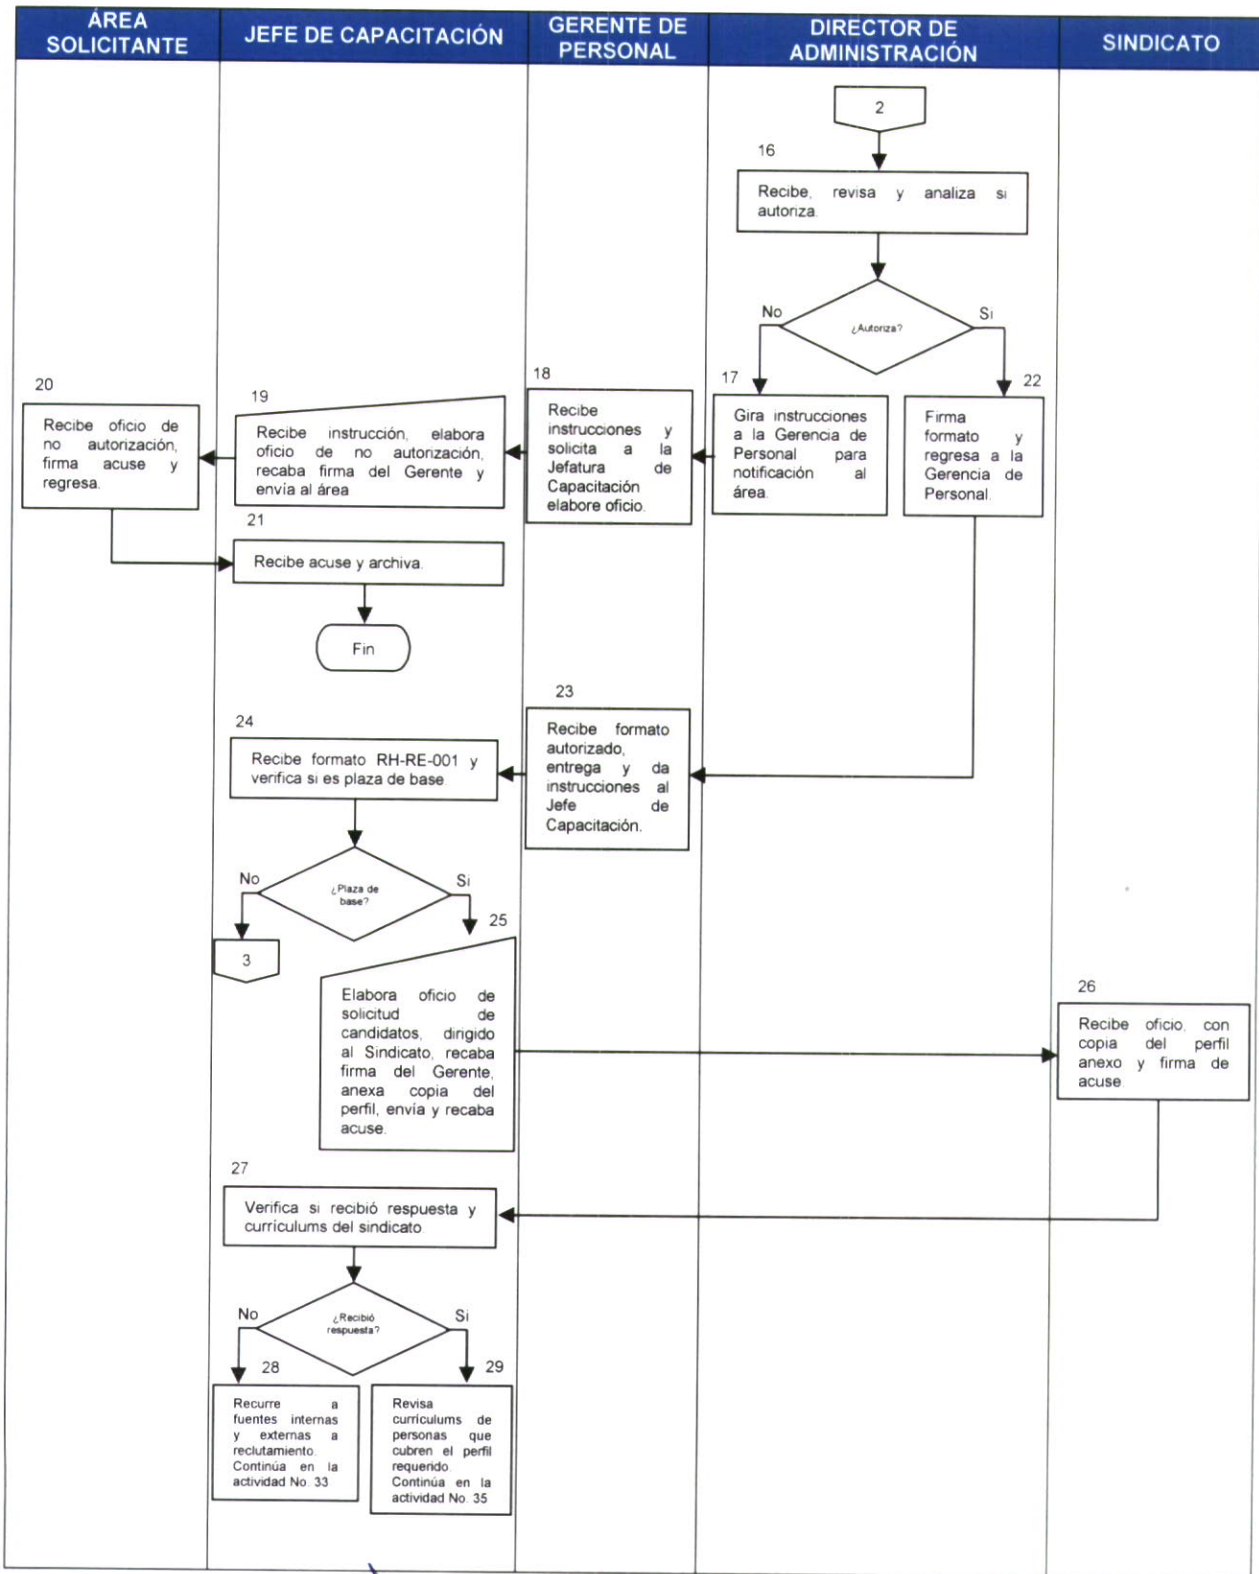 ÁREA
SOLICITANTE
JEFE DE CAPACITACIÓN
GERENTE DE
PERSONAL
DIRECTOR DE
ADMINISTRACIÓN
SINDICATO
2
16
Recibe, revisa y analiza si
autoriza.
¿Autoriza?
No
Si
17
Gira instrucciones
a la Gerencia de
Personal para
notificación al
área.
22
Firma
formato y
regresa a la
Gerencia de
Personal.
18
Recibe
instrucciones y
solicita a la
Jefatura de
Capacitación
elabore oficio.
19
Recibe instrucción, elabora
oficio de no autorización,
recaba firma del Gerente y
envía al área
20
Recibe oficio de
no autorización,
firma acuse y
regresa.
21
Recibe acuse y archiva.
Fin
23
Recibe formato
autorizado,
entrega y da
instrucciones al
Jefe de
Capacitación.
24
Recibe formato RH-RE-001 y
verifica si es plaza de base.
¿Plaza de
base?
No
Si
3
25
Elabora oficio de
solicitud de
candidatos, dirigido
al Sindicato, recaba
firma del Gerente,
anexa copia del
perfil, envía y recaba
acuse.
26
Recibe oficio, con
copia del perfil
anexo y firma de
acuse.
27
Verifica si recibió respuesta y
currículums del sindicato.
¿Recibió
respuesta?
No
Si
28
Recurre a
fuentes internas
y externas a
reclutamiento.
Continúa en la
actividad No. 33
29
Revisa
currículums de
personas que
cubren el perfil
requerido.
Continúa en la
actividad No. 35